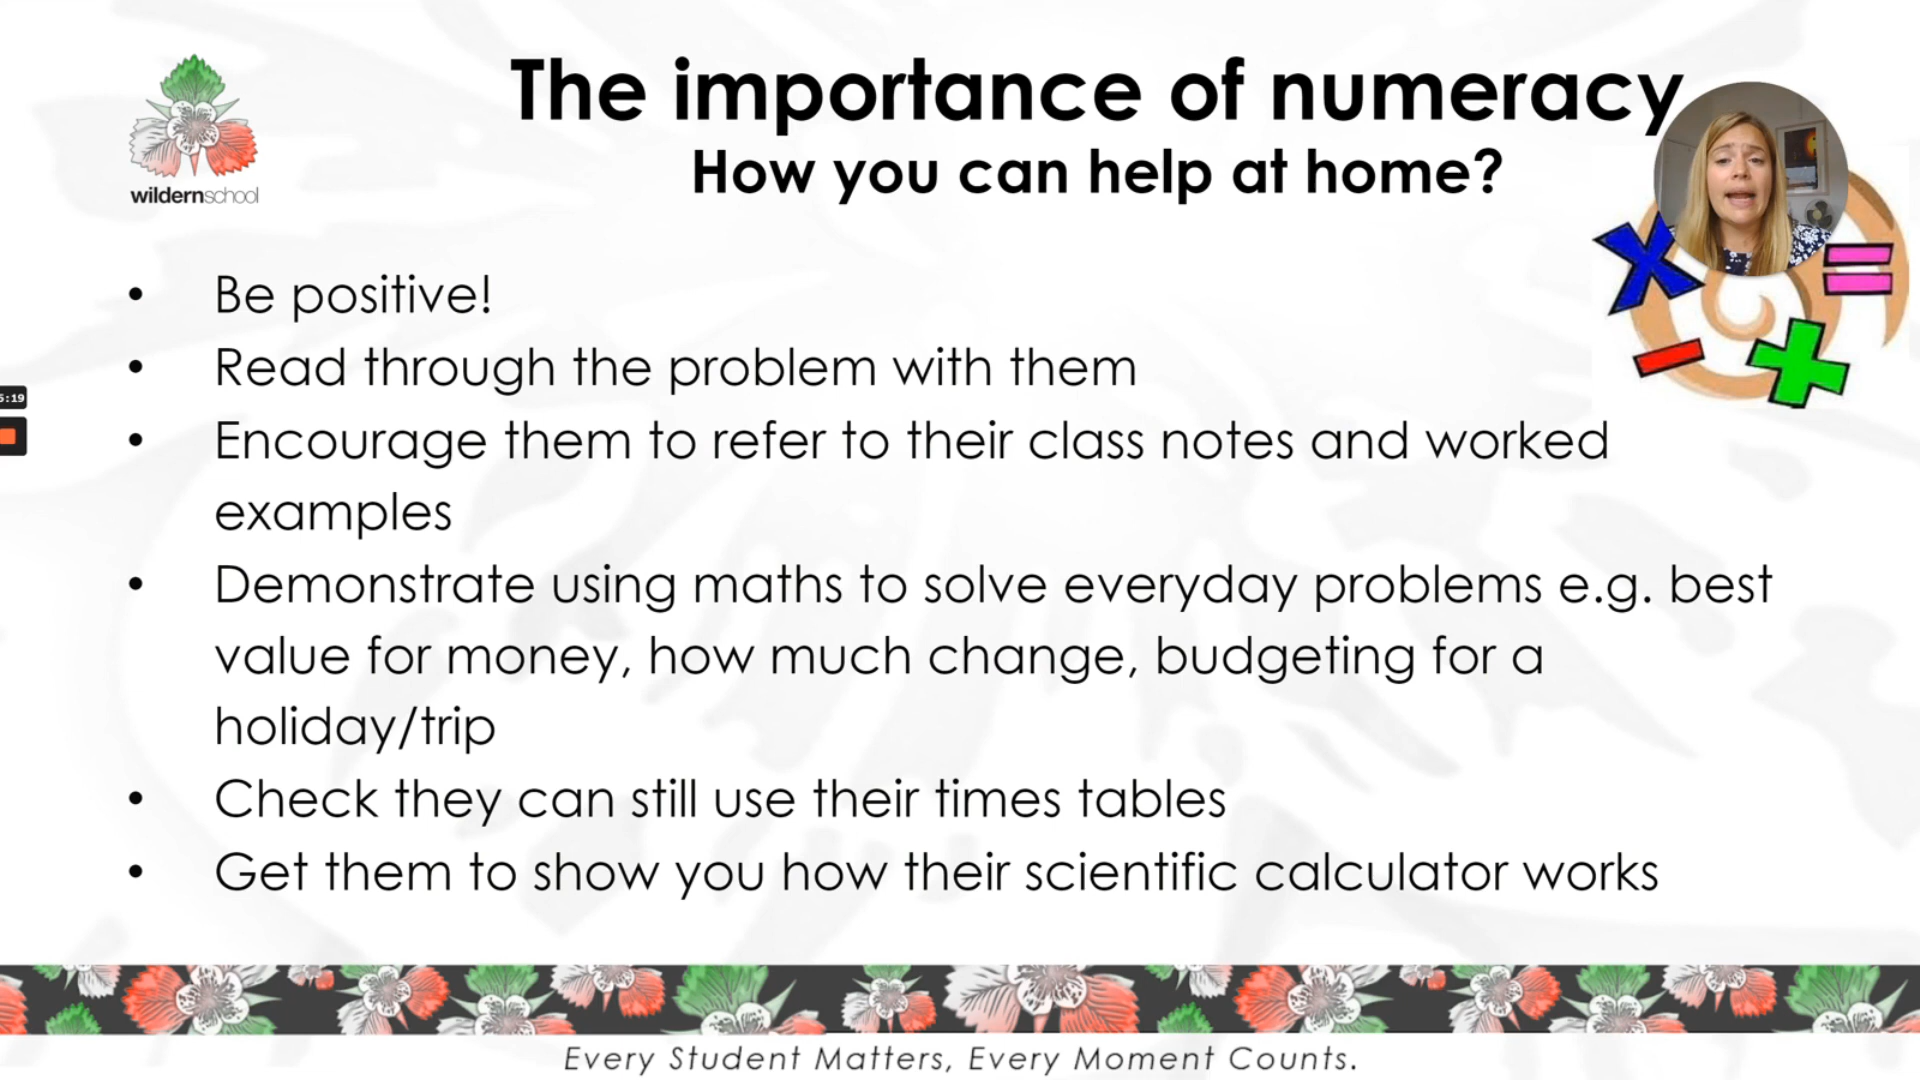 The importance of numeracy
How you can help at home?
wildernschool
• Be positive!
• Read through the problem with them
• Encourage them to refer to their class notes and worked
examples
• Demonstrate using maths to solve everyday problems e.g. best
value for money, how much change, budgeting for a
holiday/trip
• Check they can still use their times tables
• Get them to show you how their scientific calculator works
5:19
Every Student Matters, Every Moment Counts.